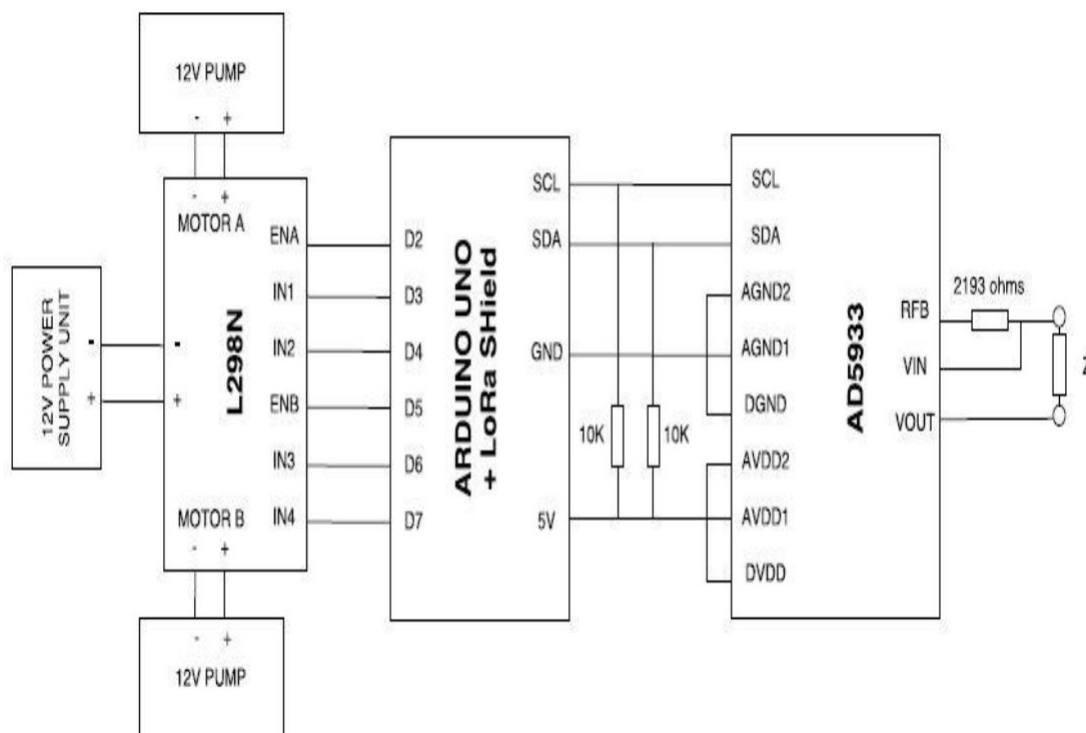 12V PUMP
- +
- +
MOTOR A
12V POWER
SUPPLY UNIT
-
+
-
+
L298N
ENA
IN1
IN2
ENB
IN3
IN4
MOTOR B
- +
- +
12V PUMP
D2
D3
D4
D5
D6
D7
ARDUINO UNO
+ LoRa SHield
SCL
SDA
GND
5V
10K
10K
SCL
SDA
AGND2
AGND1
DGND
AVDD2
AVDD1
DVDD
AD5933
RFB
VIN
VOUT
2193 ohms
Z